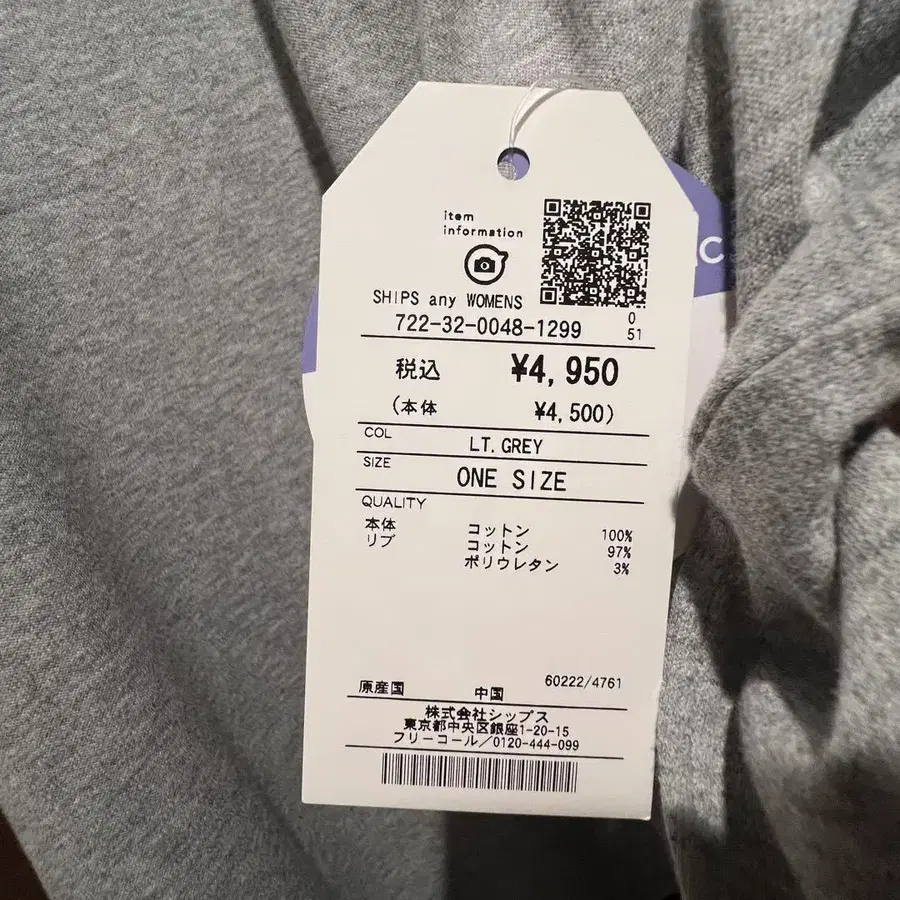 item
information
SHIPS any WOMENS
722-32-0048-1299
0
51
税込 ¥4,950
(本体 ¥4,500)
COL LT. GREY
SIZE ONE SIZE
QUALITY
本体 コットン 100%
リブ コットン 97%
ポリウレタン 3%
60222/4761
原産国 中国
株式会社シップス
東京都中央区銀座1-20-15
フリーコール/0120-444-099